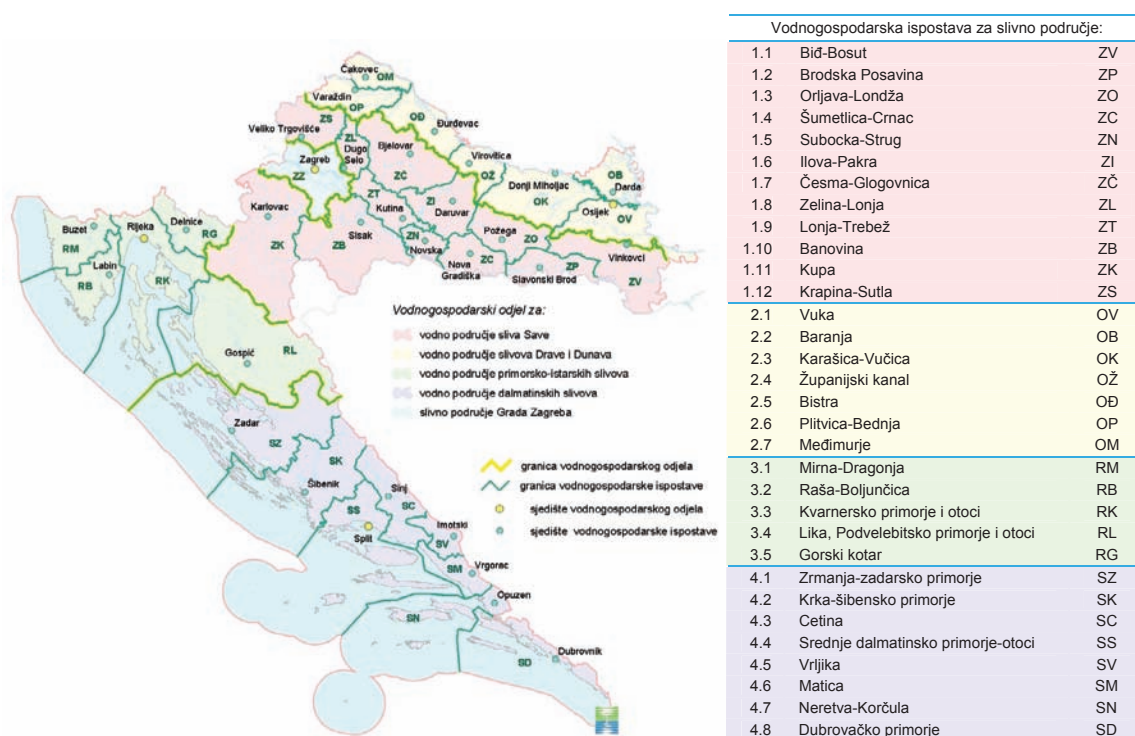 Čakovec
OM
Varaždin
OP
ZS
OĐ
Đurđevac
Veliko Trgovišće
ZL
Dugo
Selo
Bjelovar
Virovitica
Zagreb
ZZ
ZČ
OŽ
Donji Miholjac
OB
Darda
OK
Osijek
OV
Karlovac
ZT
Kutina
ZI
Daruvar
Buzet
Rijeka
Delnice
RG
RM
Labin
RB
RK
ZK
ZB
Sisak
ZN
Novska
Požega
ZO
Vinkovci
Nova
Gradiška
ZC
Slavonski Brod
ZP
ZV
Gospić
RL
Vodnogospodarski odjel za:
vodno područje sliva Save
vodno područje slivova Drave i Dunava
vodno područje primorsko-istarskih slivova
vodno područje dalmatinskih slivova
slivno područje Grada Zagreba
Zadar
SZ
SK
Šibenik
Sinj
SC
SS
Split
Imotski
SV
SM
Vrgorac
Opuzen
SN
SD
Dubrovnik
granica vodnogospodarskog odjela
granica vodnogospodarske ispostave
sjedište vodnogospodarskog odjela
sjedište vodnogospodarske ispostave
Vodnogospodarska ispostava za slivno područje:
1.1 Biđ-Bosut ZV
1.2 Brodska Posavina ZP
1.3 Orljava-Londža ZO
1.4 Šumetlica-Crnac ZC
1.5 Subocka-Strug ZN
1.6 Ilova-Pakra ZI
1.7 Česma-Glogovnica ZČ
1.8 Zelina-Lonja ZL
1.9 Lonja-Trebež ZT
1.10 Banovina ZB
1.11 Kupa ZK
1.12 Krapina-Sutla ZS
2.1 Vuka OV
2.2 Baranja OB
2.3 Karašica-Vučica OK
2.4 Županijski kanal OŽ
2.5 Bistra OĐ
2.6 Plitvica-Bednja OP
2.7 Međimurje OM
3.1 Mirna-Dragonja RM
3.2 Raša-Boljunčica RB
3.3 Kvarnersko primorje i otoci RK
3.4 Lika, Podvelebitsko primorje i otoci RL
3.5 Gorski kotar RG
4.1 Zrmanja-zadarsko primorje SZ
4.2 Krka-šibensko primorje SK
4.3 Cetina SC
4.4 Srednje dalmatinsko primorje-otoci SS
4.5 Vrljika SV
4.6 Matica SM
4.7 Neretva-Korčula SN
4.8 Dubrovačko primorje SD